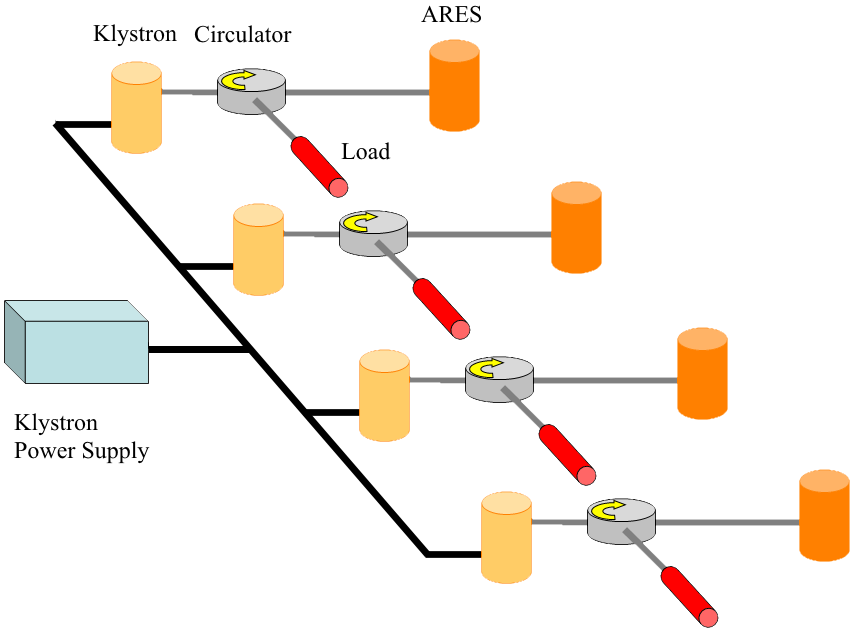 ARES
Klystron
Circulator
Load
Klystron
Power Supply